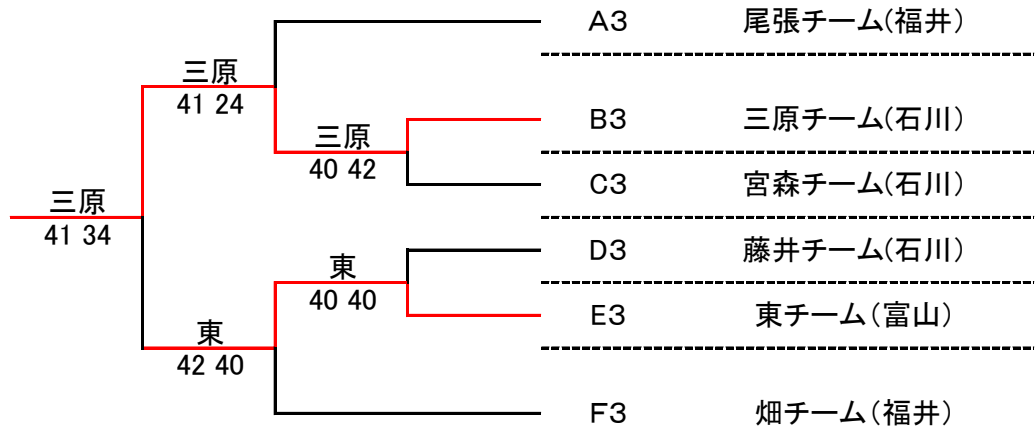 A3 尾張チーム(福井)
三原
41 24
B3 三原チーム(石川)
三原
40 42
C3 宮森チーム(石川)
三原
41 34
D3 藤井チーム(石川)
東
40 40
E3 東チーム(富山)
東
42 40
F3 畑チーム(福井)